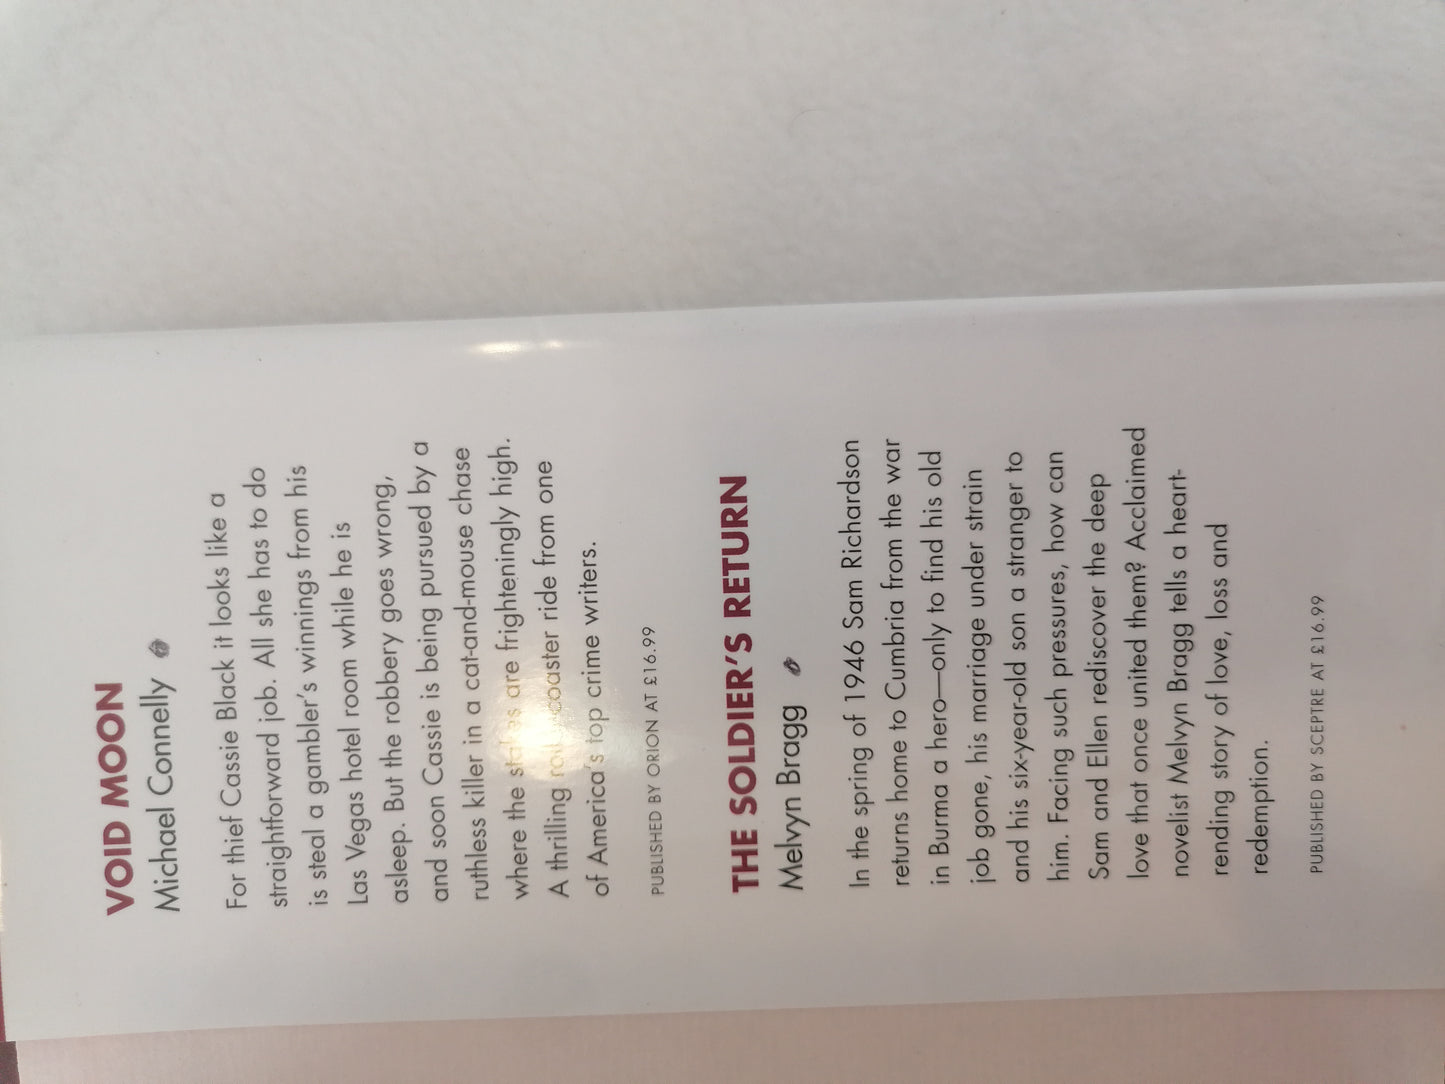 VOID MOON
Michael Connelly
For thief Cassie Black it looks like a
straightforward job. All she has to do
is steal a gambler's winnings from his
Las Vegas hotel room while he is
asleep. But the robbery goes wrong,
and soon Cassie is being pursued by a
ruthless killer in a cat-and-mouse chase
where the stakes are frighteningly high.
A thrilling roller-coaster ride from one
of America's top crime writers.
PUBLISHED BY ORION AT £16.99
THE SOLDIER'S RETURN
Melvyn Bragg
In the spring of 1946 Sam Richardson
returns home to Cumbria from the war
in Burma a hero—only to find his old
job gone, his marriage under strain
and his six-year-old son a stranger to
him. Facing such pressures, how can
Sam and Ellen rediscover the deep
love that once united them? Acclaimed
novelist Melvyn Bragg tells a heart-
rending story of love, loss and
redemption.
PUBLISHED BY SCEPTRE AT £16.99